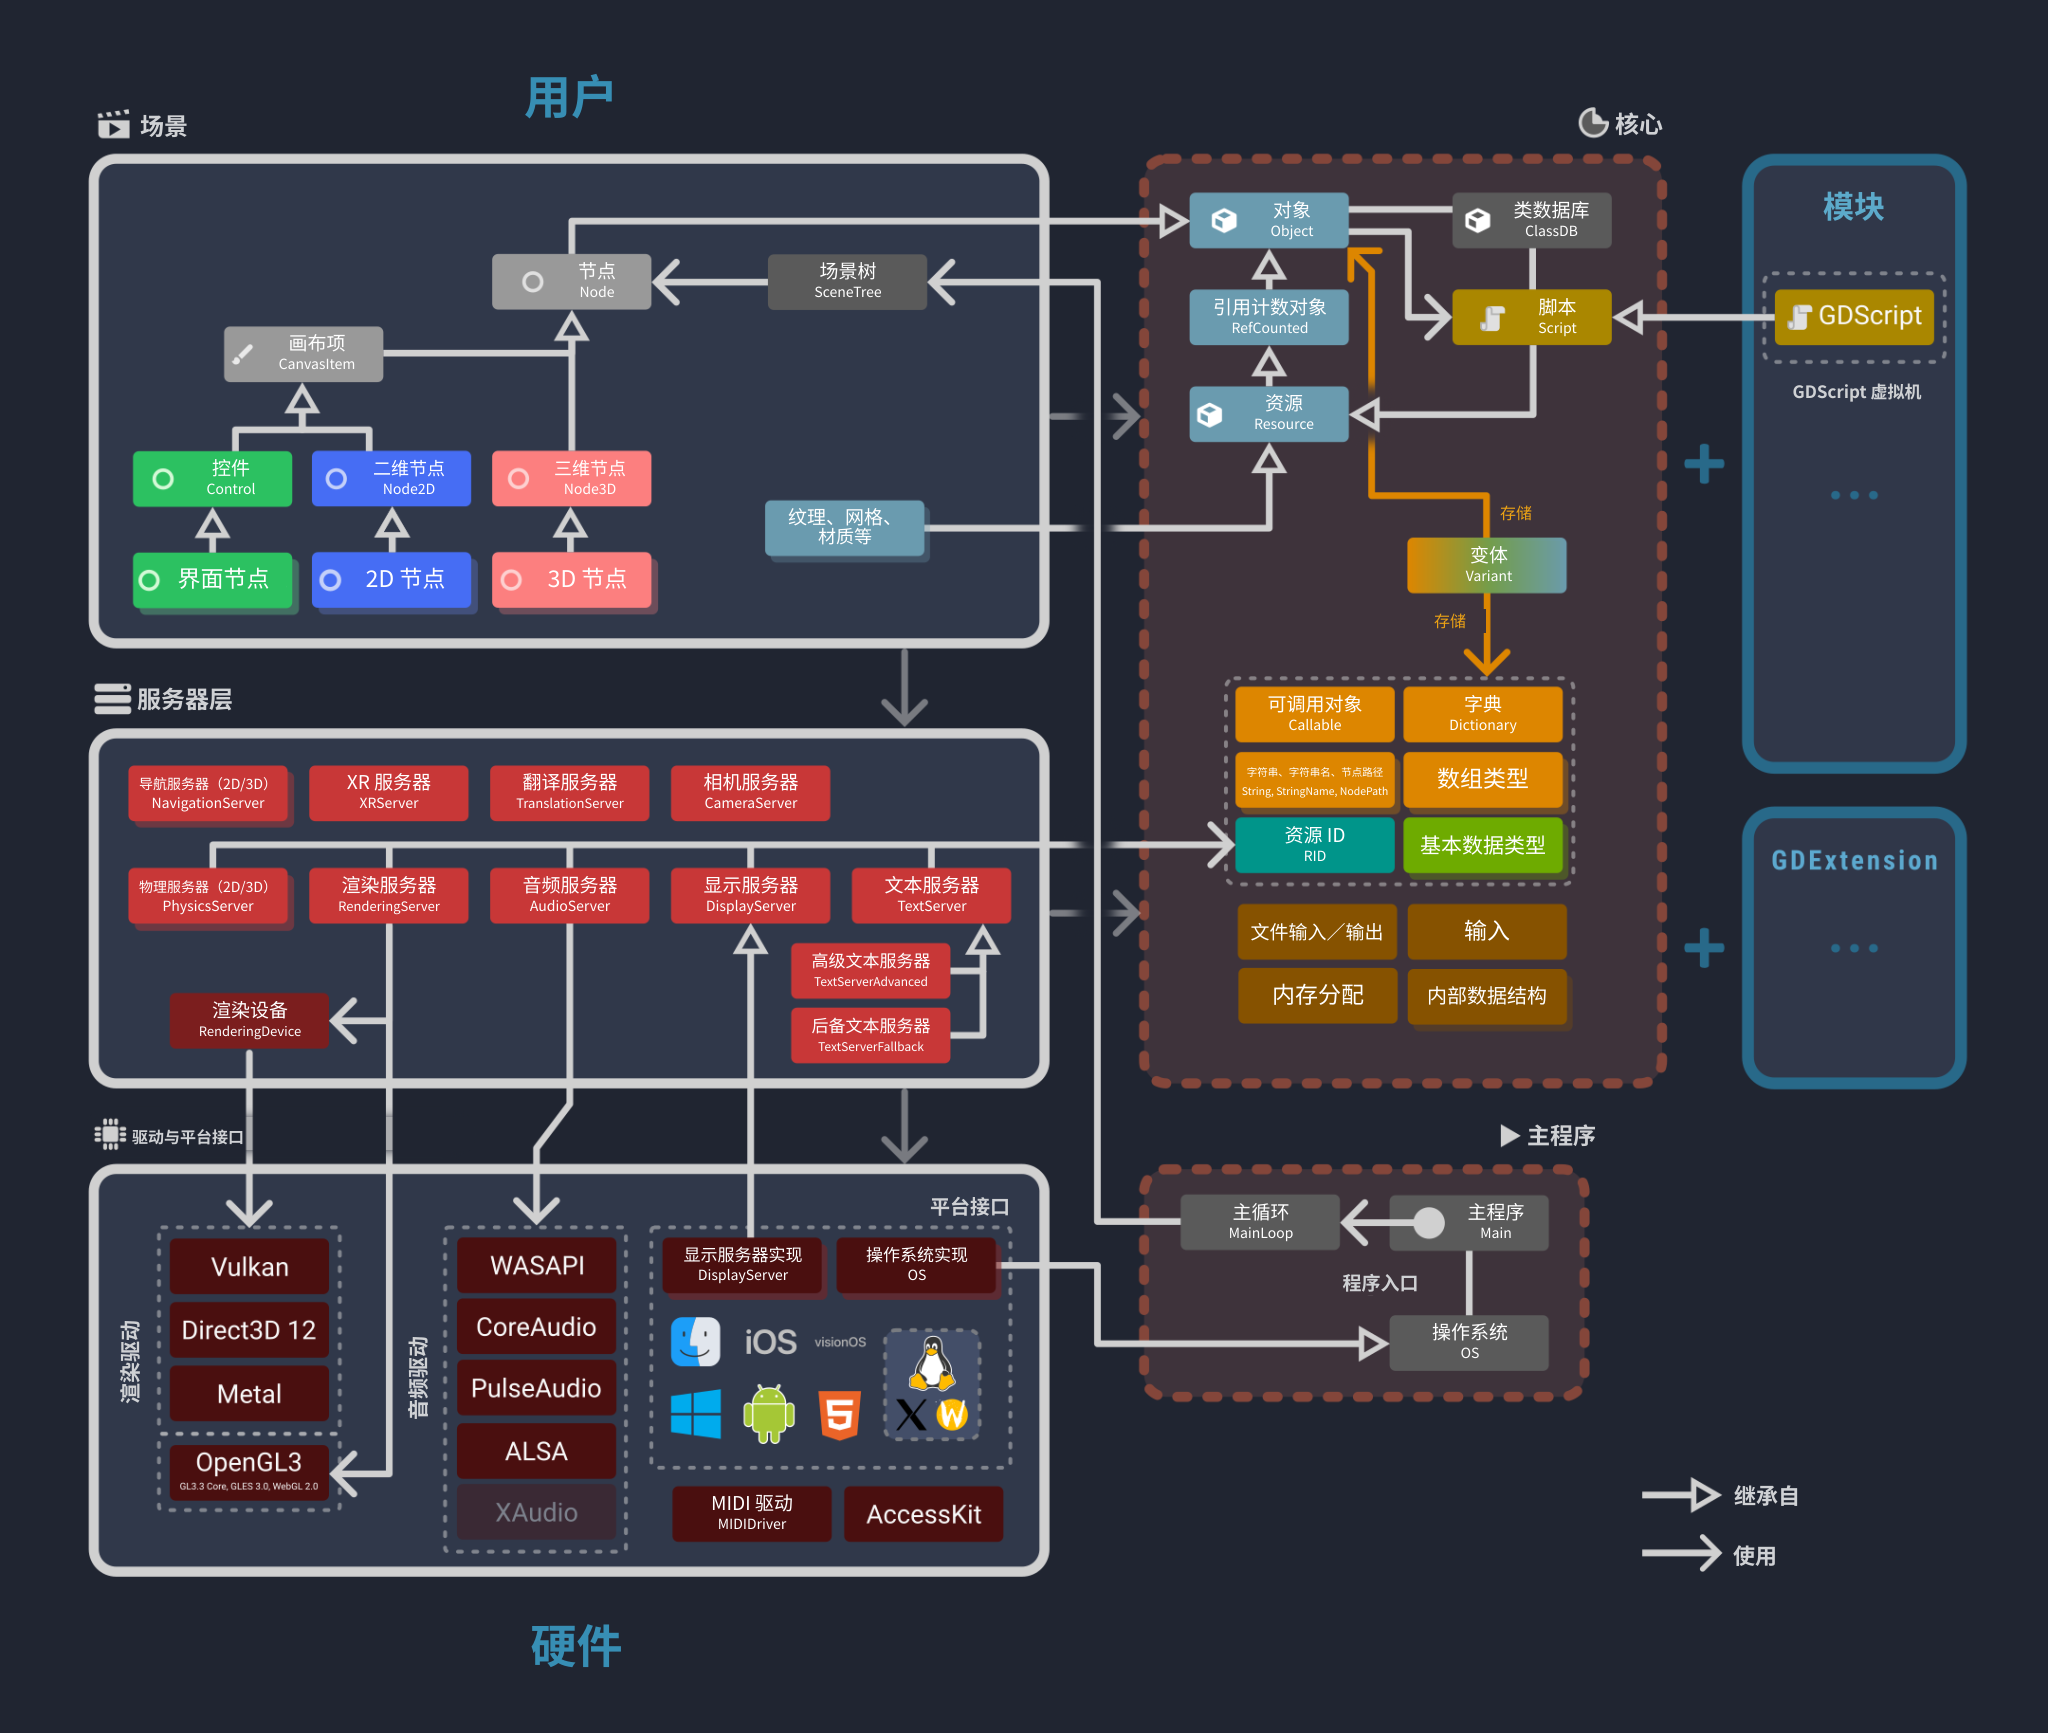 用户
场景
节点
Node
场景树
SceneTree
画布项
CanvasItem
控件
Control
二维节点
Node2D
三维节点
Node3D
界面节点
2D 节点
3D 节点
纹理、网格、
材质等
核心
对象
Object
类数据库
ClassDB
引用计数对象
RefCounted
脚本
Script
资源
Resource
存储
变体
Variant
存储
可调用对象
Callable
字典
Dictionary
字符串、字符串名、节点路径
String, StringName, NodePath
数组类型
资源 ID
RID
基本数据类型
文件输入／输出
输入
内存分配
内部数据结构
模块
GDScript
GDScript 虚拟机
...
GDExtension
...
服务器层
导航服务器（2D/3D）
NavigationServer
XR 服务器
XRServer
翻译服务器
TranslationServer
相机服务器
CameraServer
物理服务器（2D/3D）
PhysicsServer
渲染服务器
RenderingServer
音频服务器
AudioServer
显示服务器
DisplayServer
文本服务器
TextServer
高级文本服务器
TextServerAdvanced
后备文本服务器
TextServerFallback
渲染设备
RenderingDevice
驱动与平台接口
渲染驱动
Vulkan
Direct3D 12
Metal
OpenGL3
GL3.3 Core, GLES 3.0, WebGL 2.0
音频驱动
WASAPI
CoreAudio
PulseAudio
ALSA
XAudio
平台接口
显示服务器实现
DisplayServer
操作系统实现
OS
iOS
visionOS
MIDI 驱动
MIDIDriver
AccessKit
主程序
主循环
MainLoop
主程序
Main
程序入口
操作系统
OS
继承自
使用
硬件